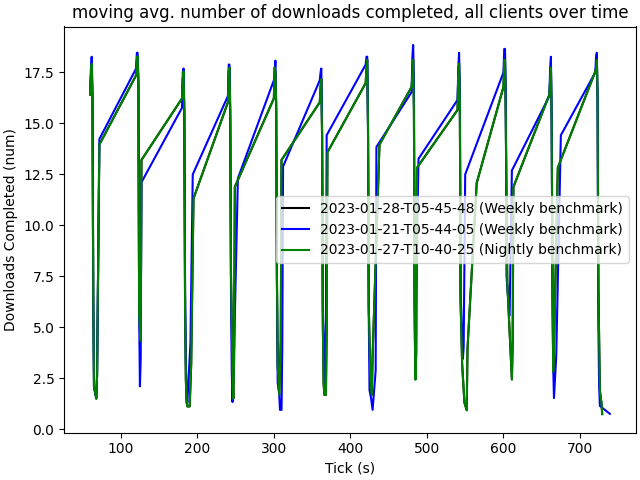 moving avg. number of downloads completed, all clients over time
Downloads Completed (num)
17.5
15.0
12.5
10.0
7.5
5.0
2.5
0.0
2023-01-28-T05-45-48 (Weekly benchmark)
2023-01-21-T05-44-05 (Weekly benchmark)
2023-01-27-T10-40-25 (Nightly benchmark)
100 200 300 400 500 600 700
Tick (s)